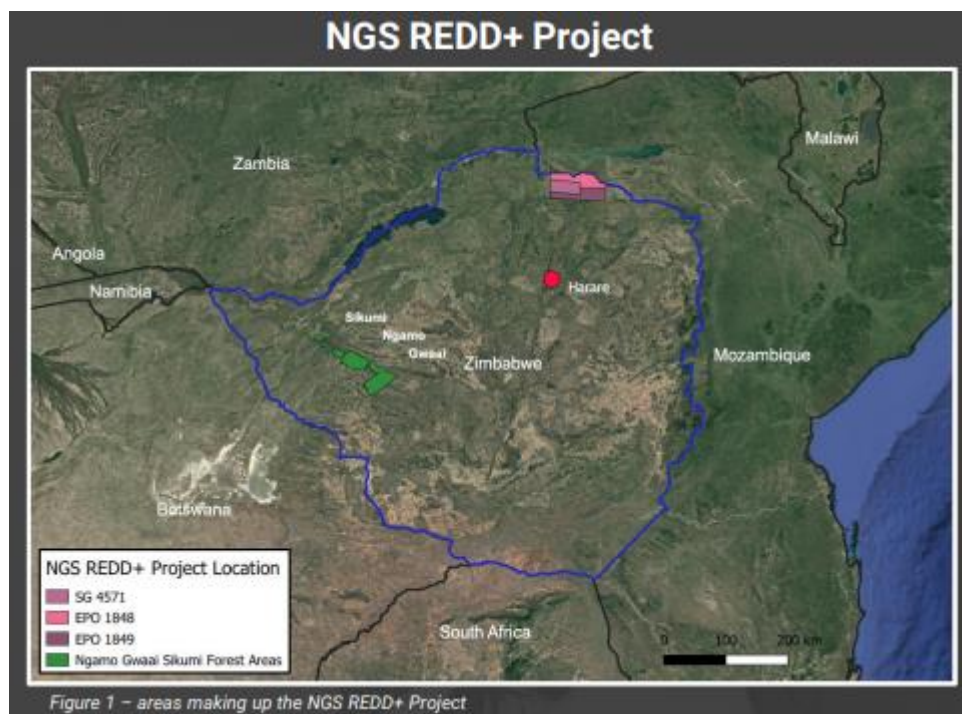 NGS REDD+ Project
Malawi
Zambia
Angola
Namibia
Harare
Sikumi
Ngamo
Gwaai
Zimbabwe
Mozambique
Botswana
NGS REDD+ Project Location
SG 4571
EPO 1848
EPO 1849
Ngamo Gwaai Sikumi Forest Areas
South Africa
0 100 200 km
Figure 1 – areas making up the NGS REDD+ Project